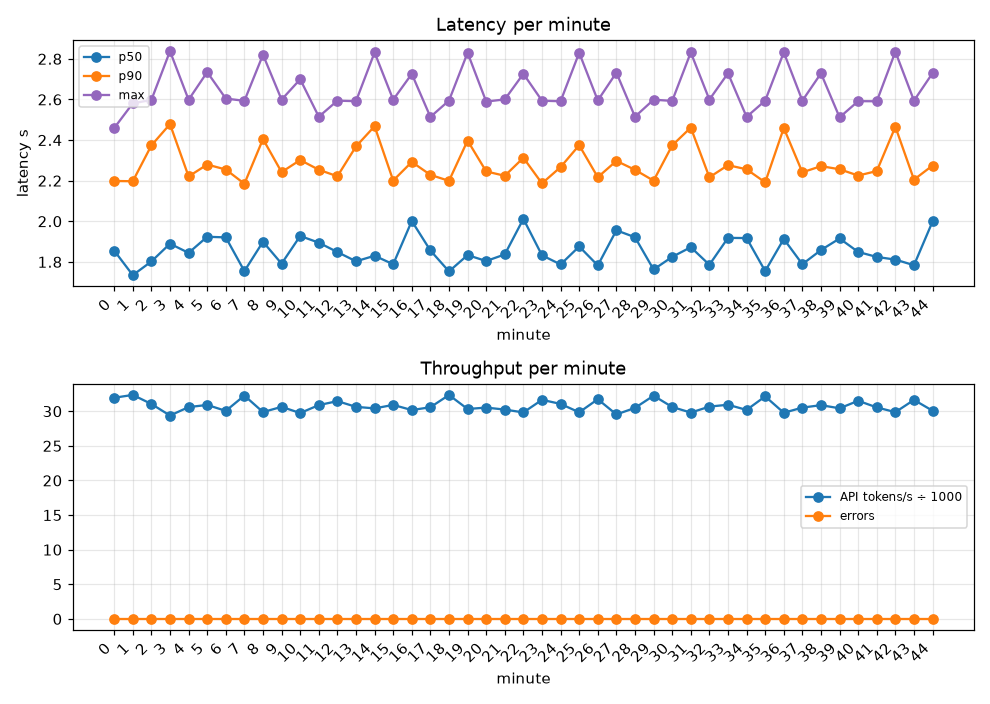 Latency per minute
latency s
2.8
2.6
2.4
2.2
2.0
1.8
p50
p90
max
0 1 2 3 4 5 6 7 8 9 10 11 12 13 14 15 16 17 18 19 20 21 22 23 24 25 26 27 28 29 30 31 32 33 34 35 36 37 38 39 40 41 42 43 44
minute
Throughput per minute
30
25
20
15
10
5
0
API tokens/s ÷ 1000
errors
0 1 2 3 4 5 6 7 8 9 10 11 12 13 14 15 16 17 18 19 20 21 22 23 24 25 26 27 28 29 30 31 32 33 34 35 36 37 38 39 40 41 42 43 44
minute